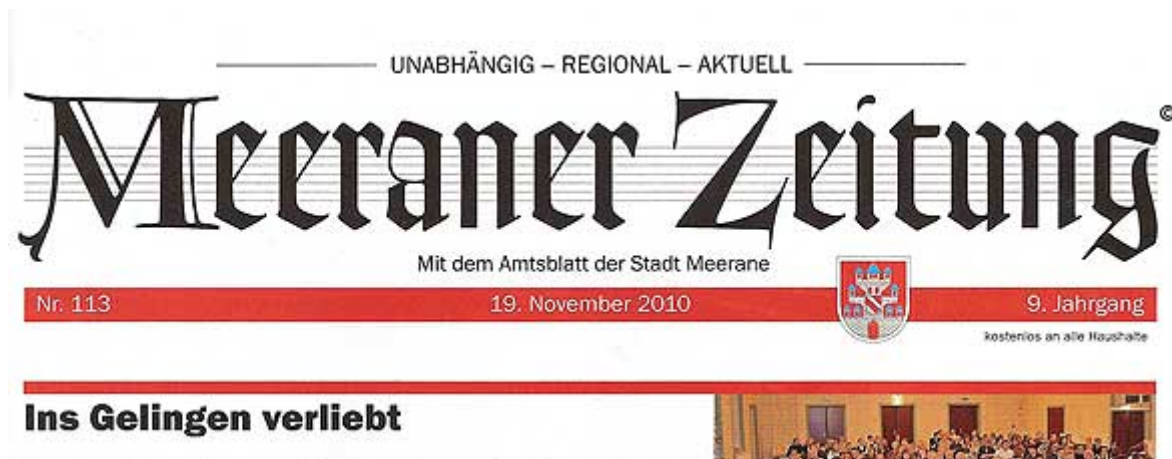 UNABHÄNGIG – REGIONAL – AKTUELL
Meeraner Zeitung©
Mit dem Amtsblatt der Stadt Meerane
Nr. 113 19. November 2010 9. Jahrgang
kostenlos an alle Haushalte
Ins Gelingen verliebt